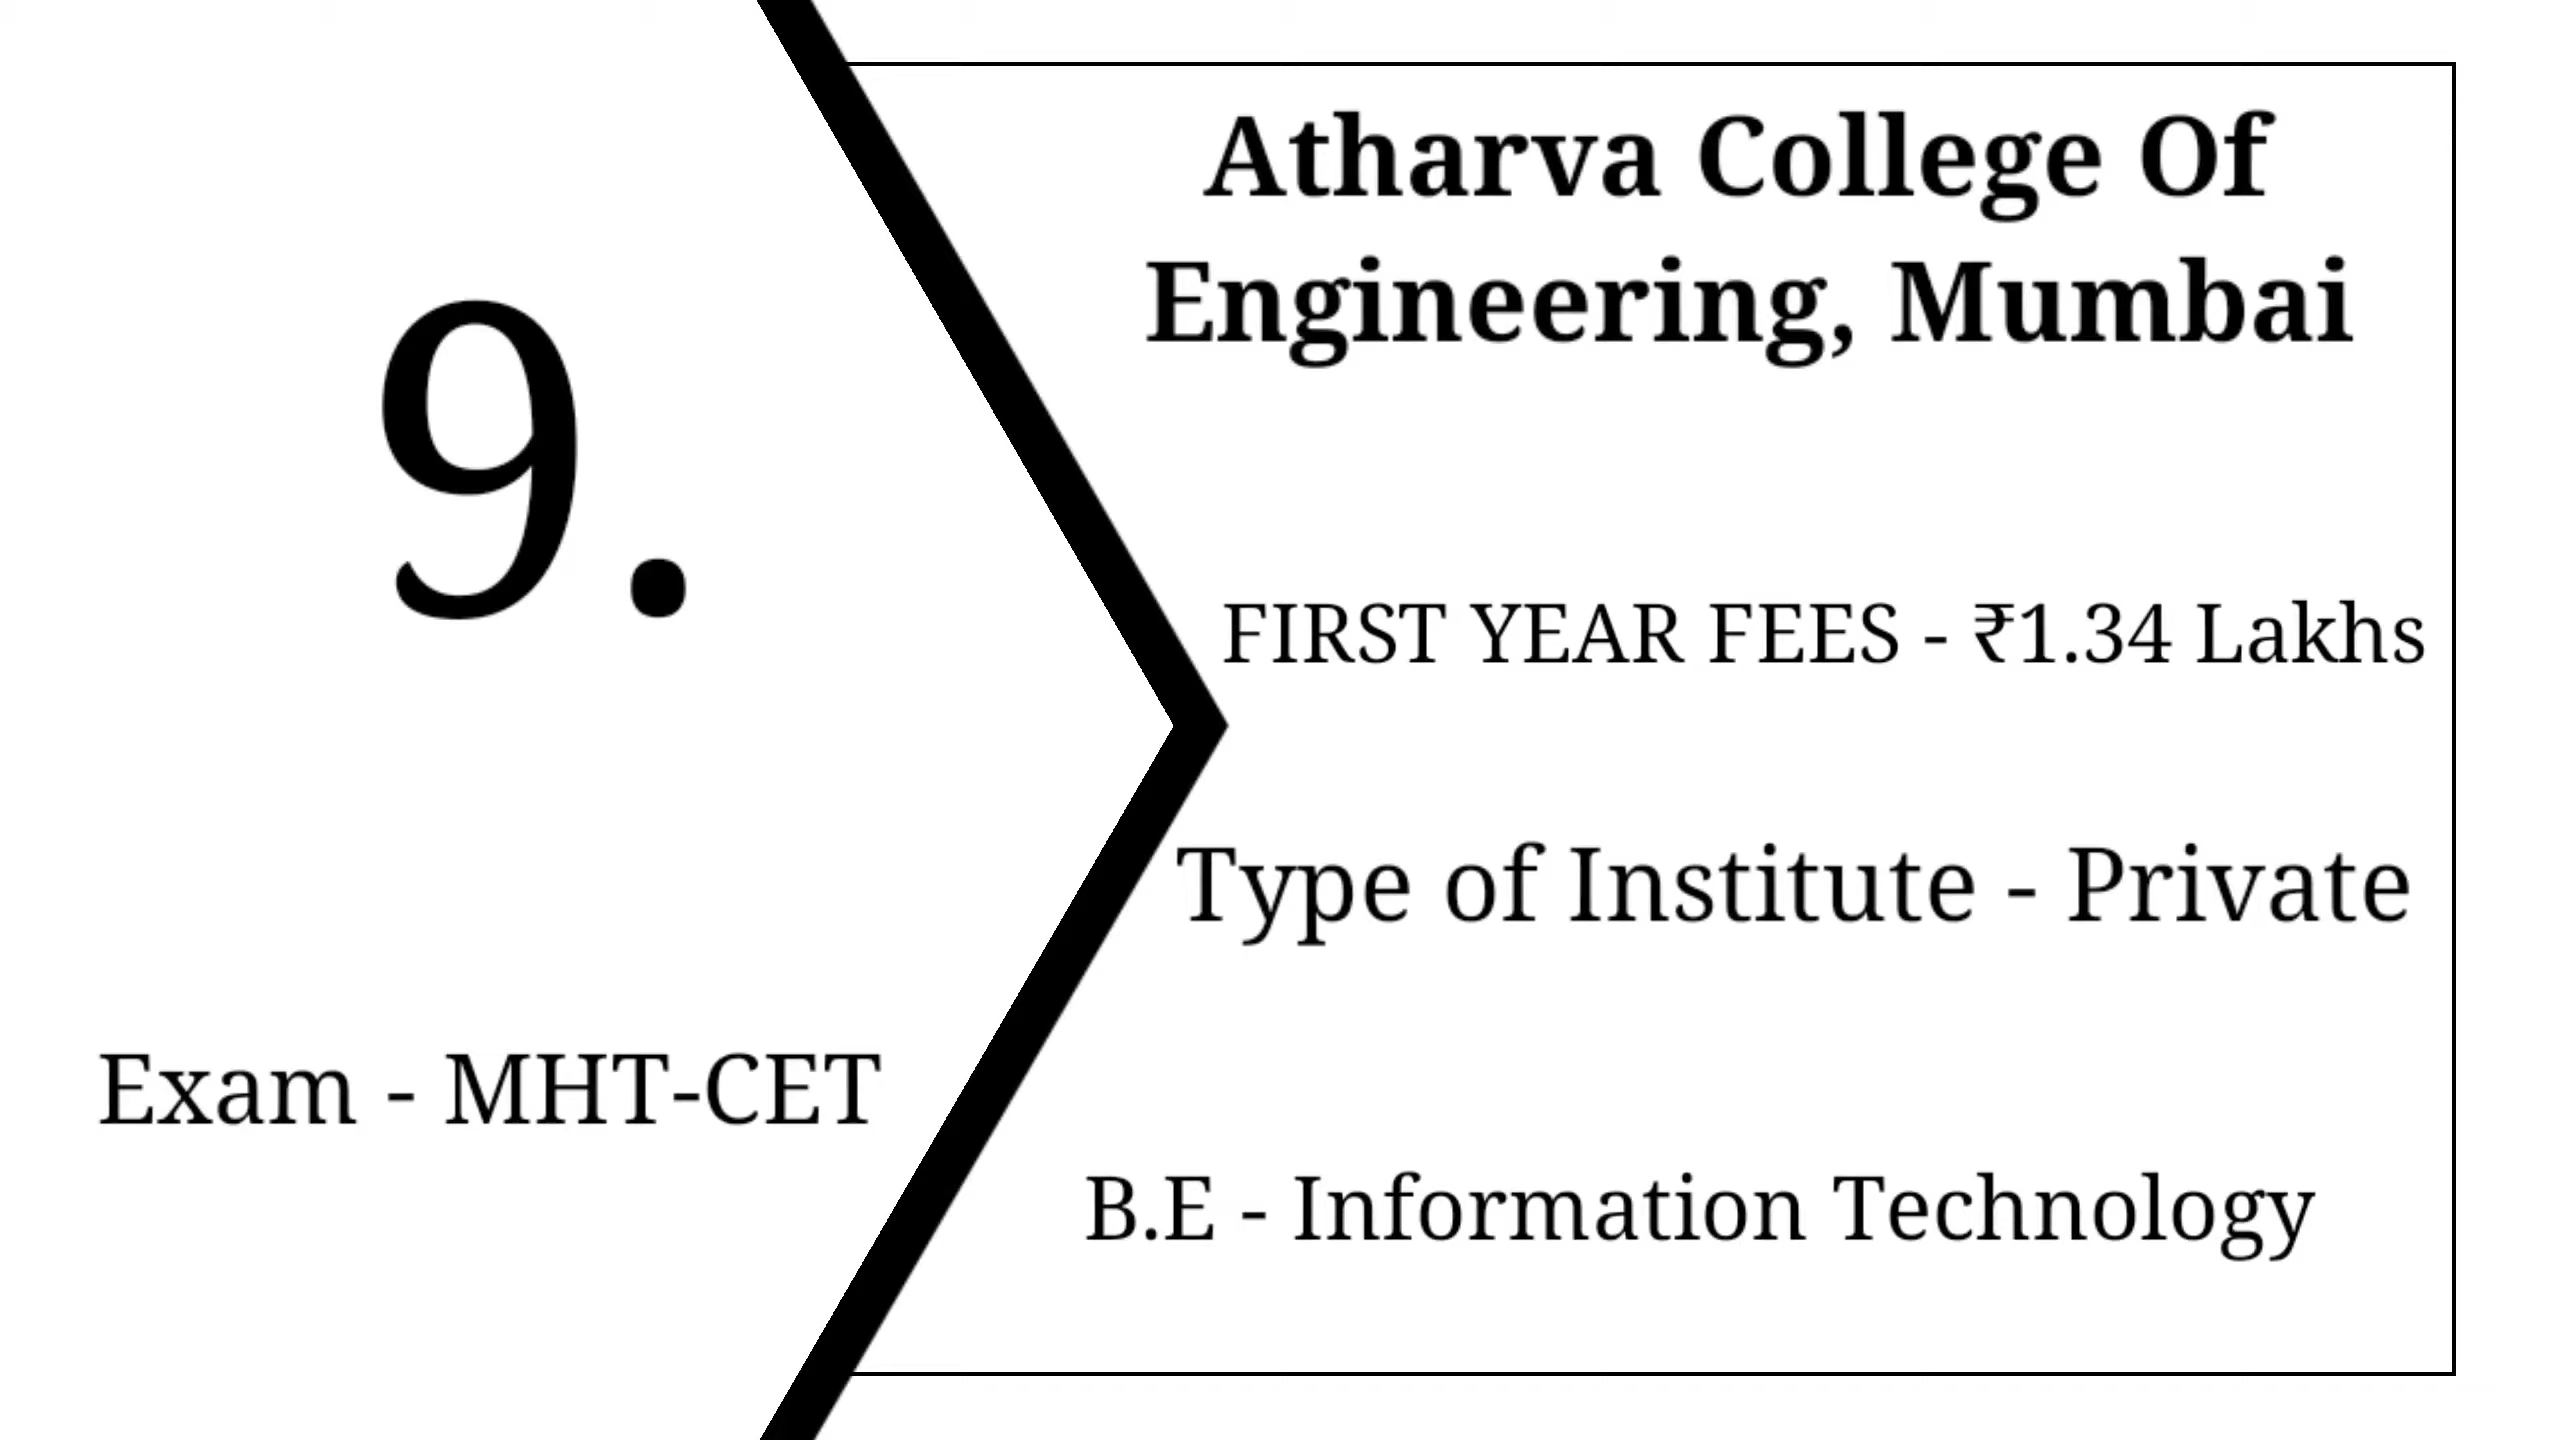 9.
Exam - MHT-CET
Atharva College Of
Engineering, Mumbai
FIRST YEAR FEES - ₹1.34 Lakhs
Type of Institute - Private
B.E - Information Technology